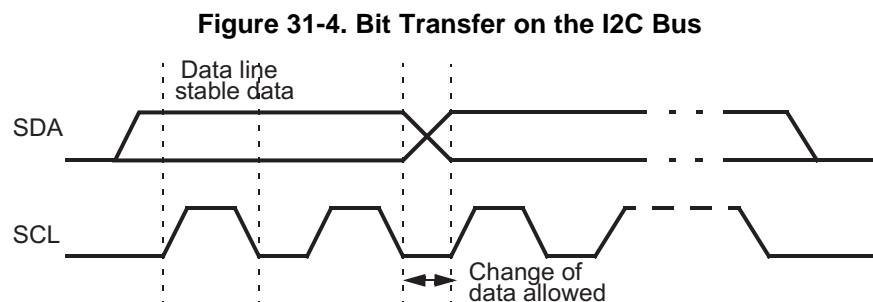 Figure 31-4. Bit Transfer on the I2C Bus
Data line
stable data
SDA
SCL
Change of
data allowed